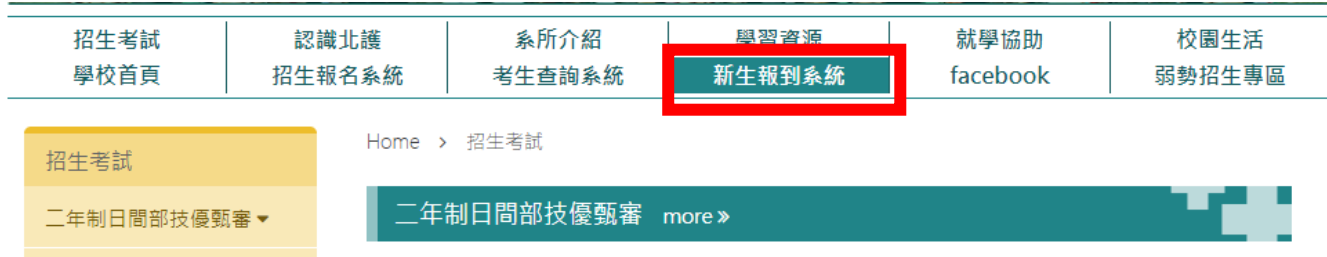 招生考試 認識北護 系所介紹 學習資源 就學協助 校園生活
學校首頁 招生報名系統 考生查詢系統 新生報到系統 facebook 弱勢招生專區
Home > 招生考試
招生考試
二年制日間部技優甄審
二年制日間部技優甄審 more »